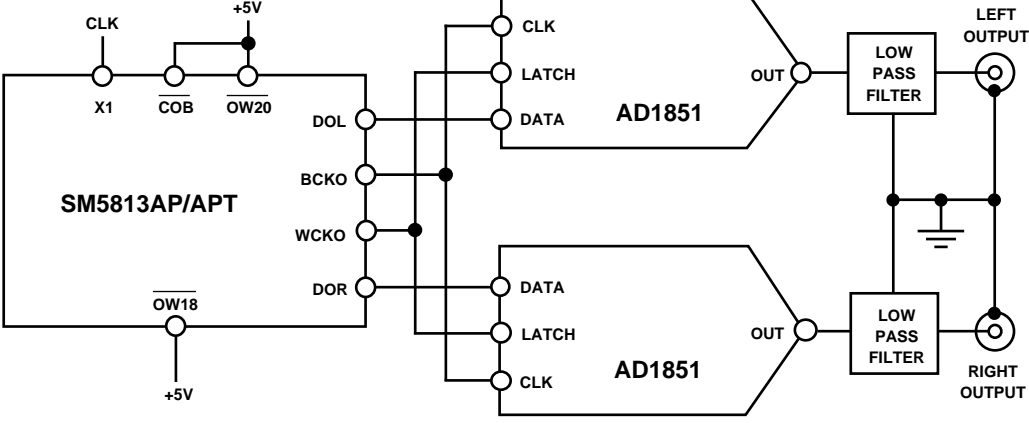 +5V
LEFT
OUTPUT
CLK
CLK
LOW
PASS
FILTER
LATCH
OUT
X1
COB
OW20
AD1851
DOL
DATA
BCKO
SM5813AP/APT
WCKO
DOR
DATA
OW18
LOW
PASS
FILTER
LATCH
OUT
AD1851
RIGHT
OUTPUT
CLK
+5V